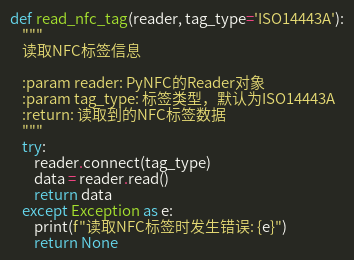 def read_nfc_tag(reader, tag_type='ISO14443A'):
    """
    读取NFC标签信息

    :param reader: PyNFC的Reader对象
    :param tag_type: 标签类型，默认为ISO14443A
    :return: 读取到的NFC标签数据
    """
    try:
        reader.connect(tag_type)
        data = reader.read()
        return data
    except Exception as e:
        print(f"读取NFC标签时发生错误: {e}")
        return None